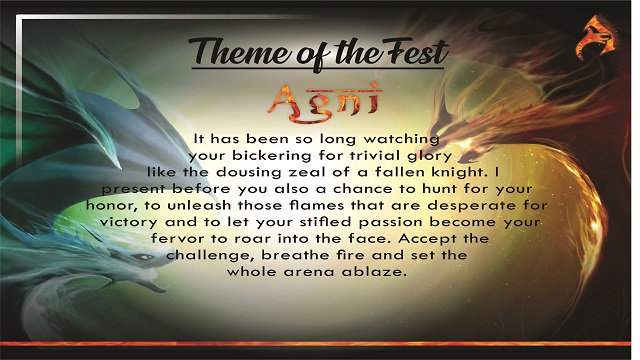 Theme of the Fest
Agni
It has been so long watching
your bickering for trivial glory
like the dousing zeal of a fallen knight. I
present before you also a chance to hunt for your
honor, to unleash those flames that are desperate for
victory and to let your stifled passion become your
fervor to roar into the face. Accept the
challenge, breathe fire and set the
whole arena ablaze.